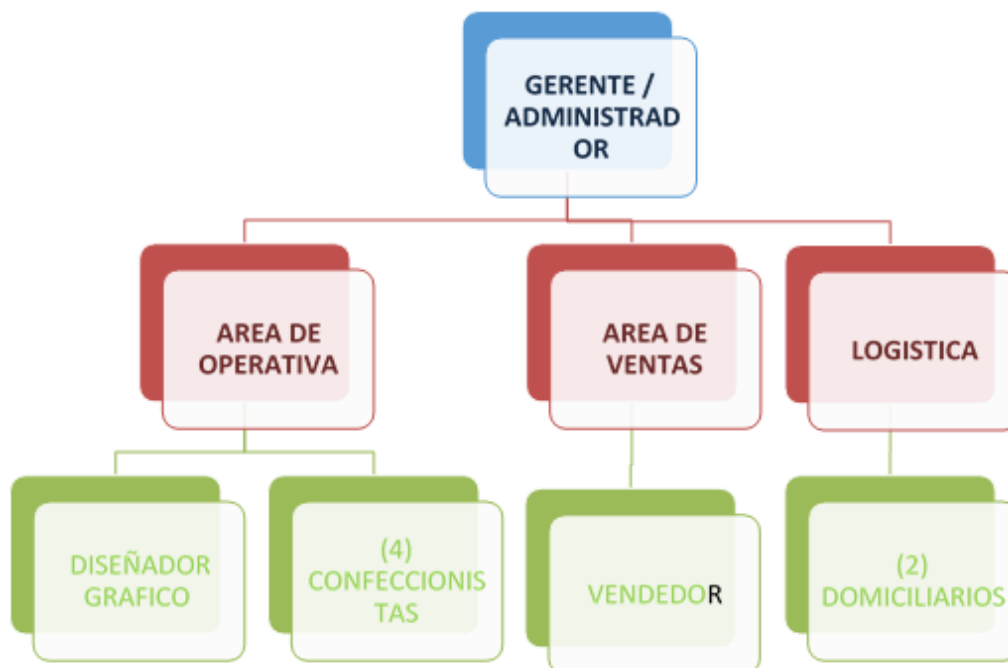 GERENTE /
ADMINISTRAD
OR
AREA DE
OPERATIVA
AREA DE
VENTAS
LOGISTICA
DISEÑADOR
GRAFICO
(4)
CONFECCIONIS
TAS
VENDEDOR
(2)
DOMICILIARIOS